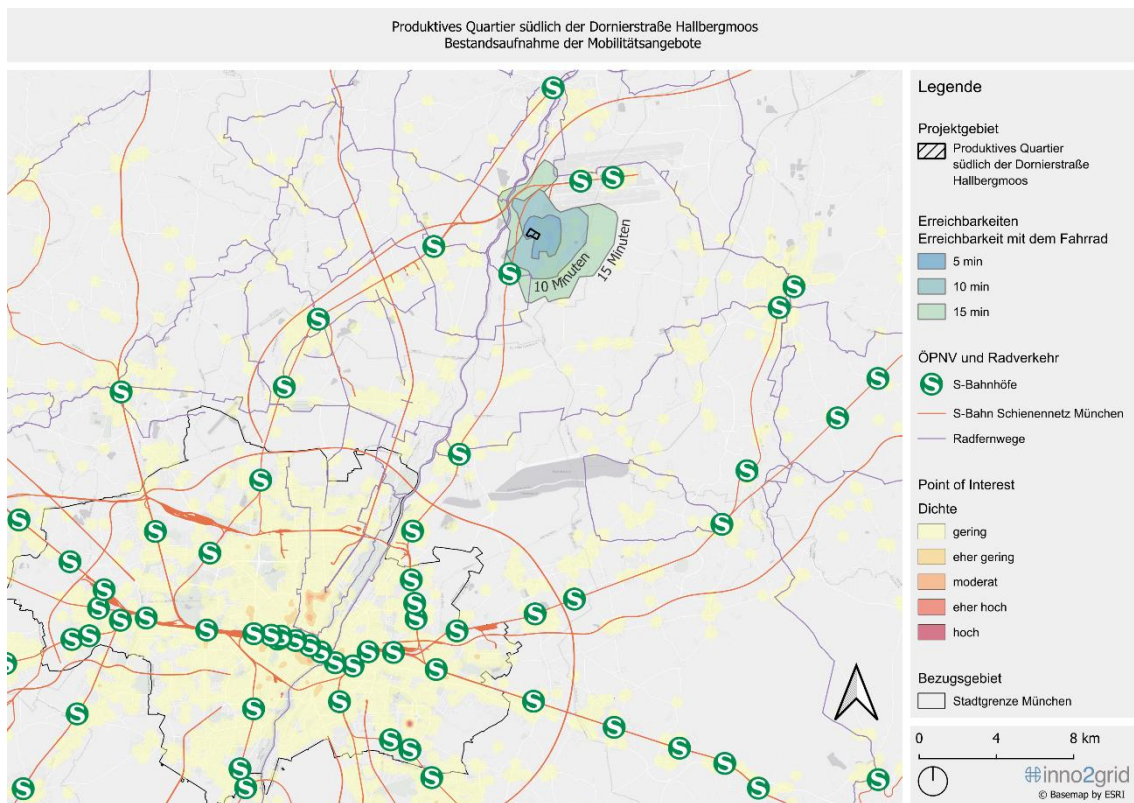 Produktives Quartier südlich der Dornierstraße Hallbergmoos
Bestandsaufnahme der Mobilitätsangebote
10 Minuten
15 Minuten
Legende
Projektgebiet
Produktives Quartier
südlich der Dornierstraße
Hallbergmoos
Erreichbarkeiten
Erreichbarkeit mit dem Fahrrad
5 min
10 min
15 min
ÖPNV und Radverkehr
S-Bahnhöfe
S-Bahn Schienennetz München
Radfernwege
Point of Interest
Dichte
gering
eher gering
moderat
eher hoch
hoch
Bezugsgebiet
Stadtgrenze München
0 4 8 km
inno2grid
© Basemap by ESRI